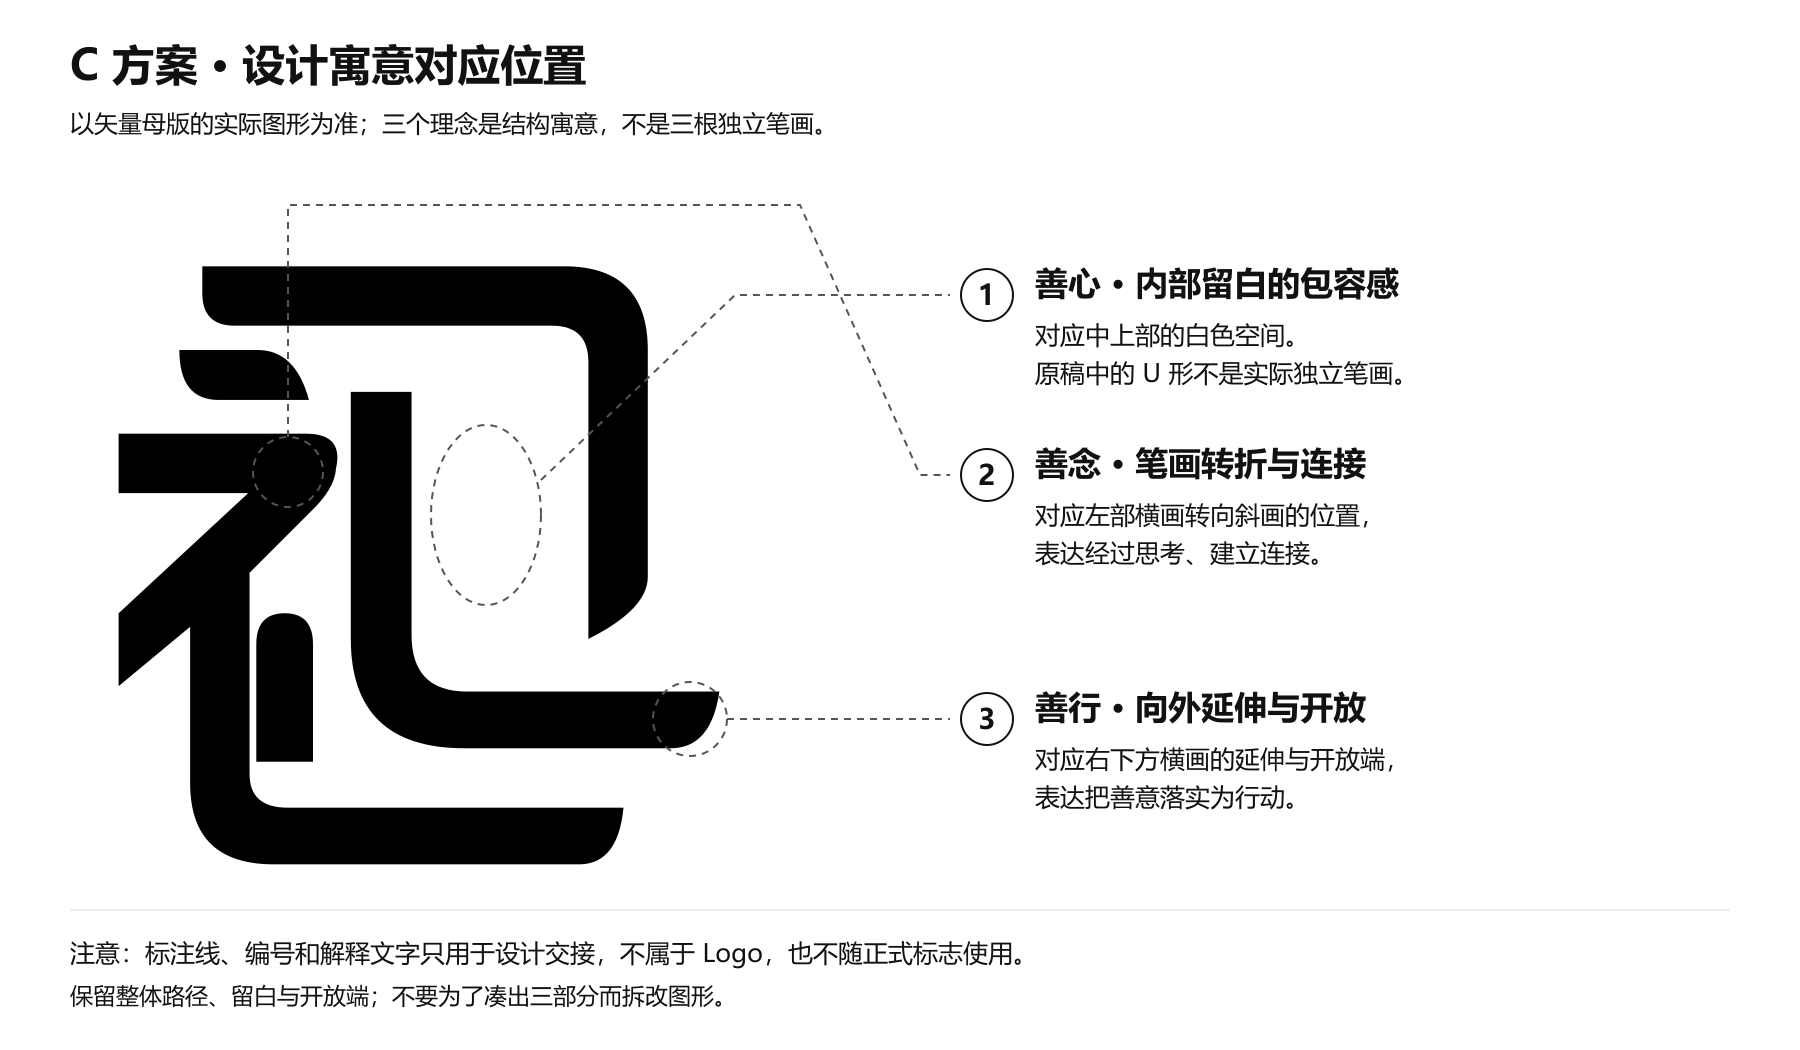 C 方案·设计寓意对应位置
以矢量母版的实际图形为准；三个理念是结构寓意，不是三根独立笔画。
1 善心·内部留白的包容感
对应中上部的白色空间。
原稿中的 U 形不是实际独立笔画。
2 善念·笔画转折与连接
对应左部横画转向斜画的位置，
表达经过思考、建立连接。
3 善行·向外延伸与开放
对应右下方横画的延伸与开放端，
表达把善意落实为行动。
注意：标注线、编号和解释文字只用于设计交接，不属于 Logo，也不随正式标志使用。
保留整体路径、留白与开放端；不要为了凑出三部分而拆改图形。